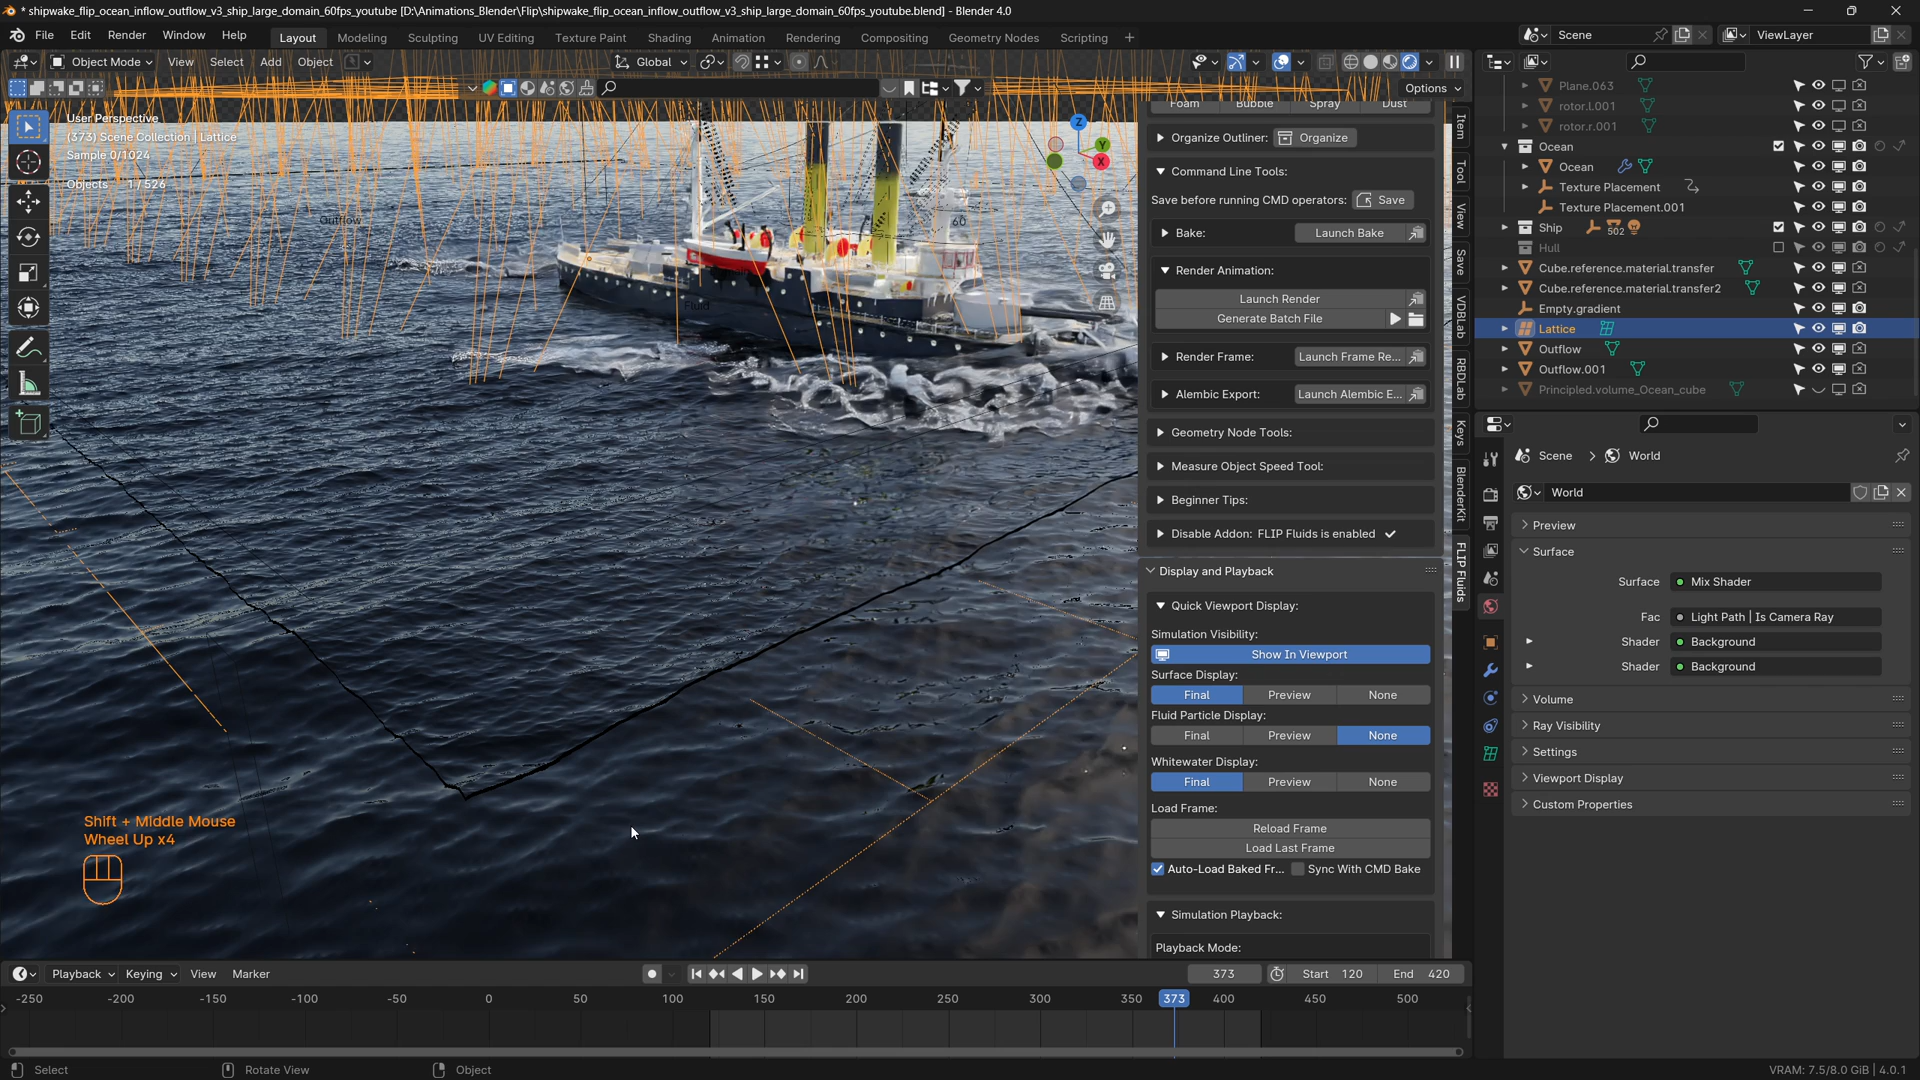 * shipwake_flip_ocean_inflow_outflow_v3_ship_large_domain_60fps_youtube [D:\Animations_Blender\Flip\shipwake_flip_ocean_inflow_outflow_v3_ship_large_domain_60fps_youtube.blend] - Blender 4.0
File Edit Render Window Help Layout Modeling Sculpting UV Editing Texture Paint Shading Animation Rendering Compositing Geometry Nodes Scripting + Scene ViewLayer
Object Mode View Select Add Object Global
Options
User Perspective
(373) Scene Collection | Lattice
Sample 0/1024
Objects 1 / 526
Outflow
Fluid
60
Z
Y
X
Foam Bubble Spray Dust
Organize Outliner: Organize
Command Line Tools:
Save before running CMD operators: Save
Bake: Launch Bake
Render Animation:
Launch Render
Generate Batch File
Render Frame: Launch Frame Re...
Alembic Export: Launch Alembic E...
Geometry Node Tools:
Measure Object Speed Tool:
Beginner Tips:
Disable Addon: FLIP Fluids is enabled
Display and Playback
Quick Viewport Display:
Simulation Visibility:
Show In Viewport
Surface Display:
Final Preview None
Fluid Particle Display:
Final Preview None
Whitewater Display:
Final Preview None
Load Frame:
Reload Frame
Load Last Frame
Auto-Load Baked Fr... Sync With CMD Bake
Simulation Playback:
Playback Mode:
Item
Tool
View
Save
VDBLab
RBDLab
Keys
BlenderKit
FLIP Fluids
Plane.063
rotor.l.001
rotor.r.001
Ocean
Ocean
Texture Placement
Texture Placement.001
Ship 502
Hull
Cube.reference.material.transfer
Cube.reference.material.transfer2
Empty.gradient
Lattice
Outflow
Outflow.001
Principled.volume_Ocean_cube
Scene World
World
Preview
Surface
Surface Mix Shader
Fac Light Path | Is Camera Ray
Shader Background
Shader Background
Volume
Ray Visibility
Settings
Viewport Display
Custom Properties
Shift + Middle Mouse
Wheel Up x4
Playback Keying View Marker 373 Start 120 End 420
-250 -200 -150 -100 -50 0 50 100 150 200 250 300 350 373 400 450 500
Select Rotate View Object VRAM: 7.5/8.0 GiB | 4.0.1